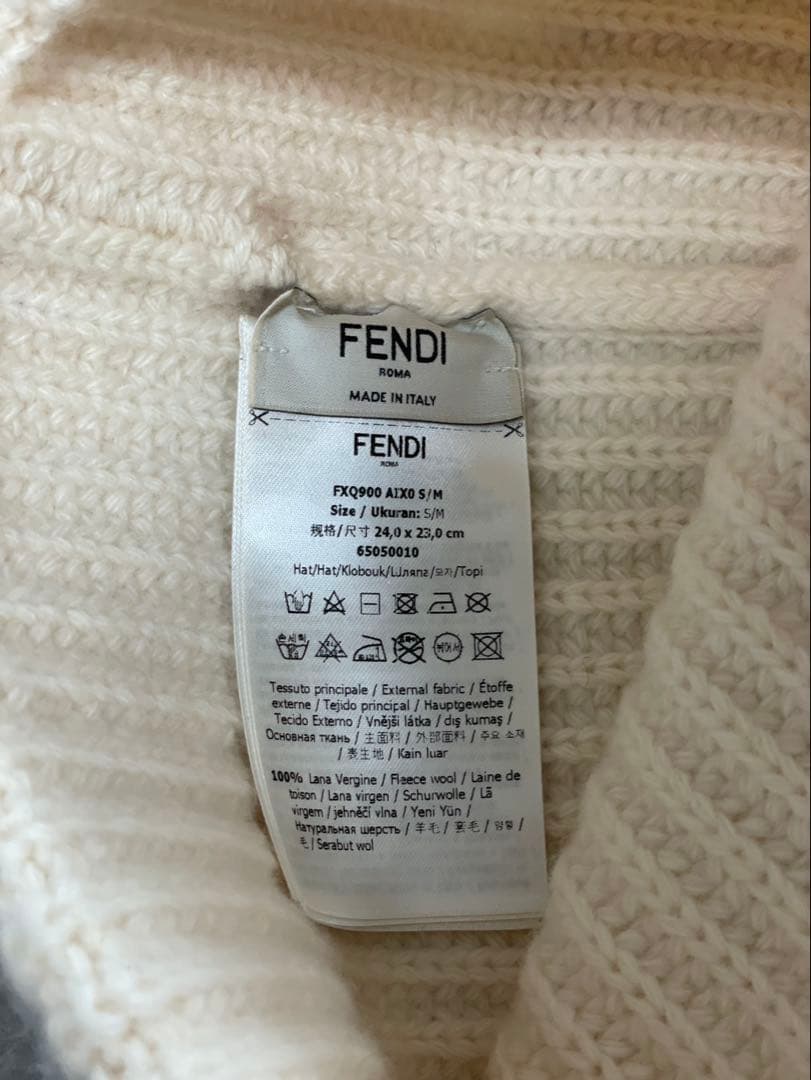 FENDI
ROMA
MADE IN ITALY
FENDI
ROMA
FXQ900 AIX0 S/M
Size / Ukuran: S/M
规格/尺寸 24,0 x 23,0 cm
65050010
Hat/Hat/Klobouk/Шляпа/모자/Topi
손세탁
Tessuto principale / External fabric / Étoffe
externe / Tejido principal / Hauptgewebe /
Tecido Externo / Vnější látka / dış kumaş /
Основная ткань / 主面料 / 外部面料 / 주요 소재
/ 表生地 / Kain luar
100% Lana Vergine / Fleece wool / Laine de
toison / Lana virgen / Schurwolle / Lã
virgem / jehněčí vlna / Yeni Yün /
Натуральная шерсть / 羊毛 / 양털 /
毛 / Serabut wol